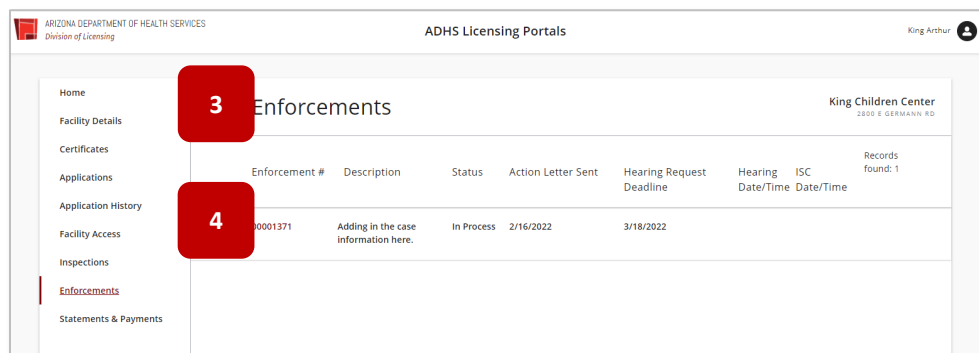 ARIZONA DEPARTMENT OF HEALTH SERVICES
Division of Licensing
ADHS Licensing Portals
King Arthur
Home
Facility Details
Certificates
Applications
Application History
Facility Access
Inspections
Enforcements
Statements & Payments
3
Enforcements
King Children Center
2800 E GERMANN RD
Enforcement # Description Status Action Letter Sent Hearing Request Deadline Hearing Date/Time ISC Date/Time Records found: 1
4
00001371 Adding in the case information here. In Process 2/16/2022 3/18/2022